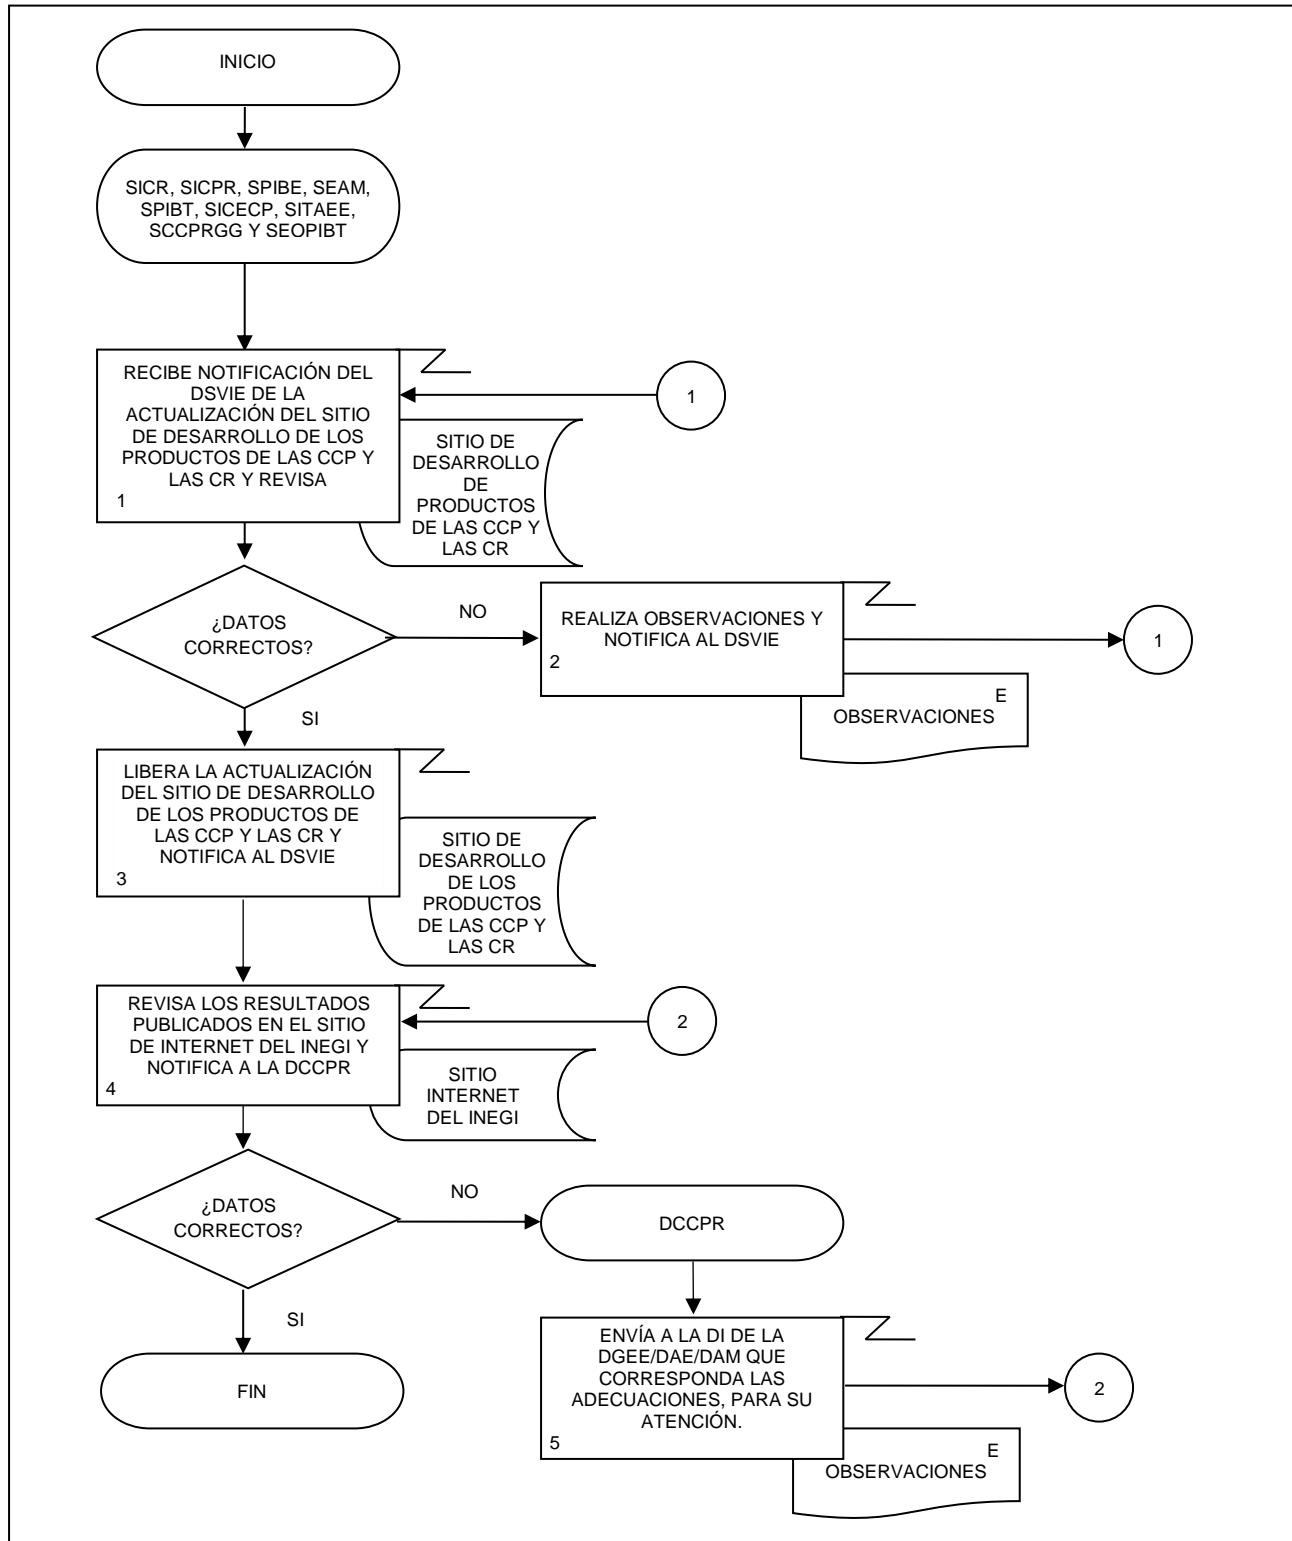 INICIO
SICR, SICPR, SPIBE, SEAM,
SPIBT, SICECP, SITAEE,
SCCPRGG Y SEOPIBT
RECIBE NOTIFICACIÓN DEL
DSVIE DE LA
ACTUALIZACIÓN DEL SITIO
DE DESARROLLO DE LOS
PRODUCTOS DE LAS CCP Y
LAS CR Y REVISA
1
1
SITIO DE
DESARROLLO
DE
PRODUCTOS
DE LAS CCP Y
LAS CR
¿DATOS
CORRECTOS?
NO
REALIZA OBSERVACIONES Y
NOTIFICA AL DSVIE
2
1
E
OBSERVACIONES
SI
LIBERA LA ACTUALIZACIÓN
DEL SITIO DE DESARROLLO
DE LOS PRODUCTOS DE
LAS CCP Y LAS CR Y
NOTIFICA AL DSVIE
3
SITIO DE
DESARROLLO
DE LOS
PRODUCTOS
DE LAS CCP Y
LAS CR
REVISA LOS RESULTADOS
PUBLICADOS EN EL SITIO
DE INTERNET DEL INEGI Y
NOTIFICA A LA DCCPR
4
2
SITIO
INTERNET
DEL INEGI
¿DATOS
CORRECTOS?
NO
DCCPR
SI
FIN
ENVÍA A LA DI DE LA
DGEE/DAE/DAM QUE
CORRESPONDA LAS
ADECUACIONES, PARA SU
ATENCIÓN.
5
2
E
OBSERVACIONES